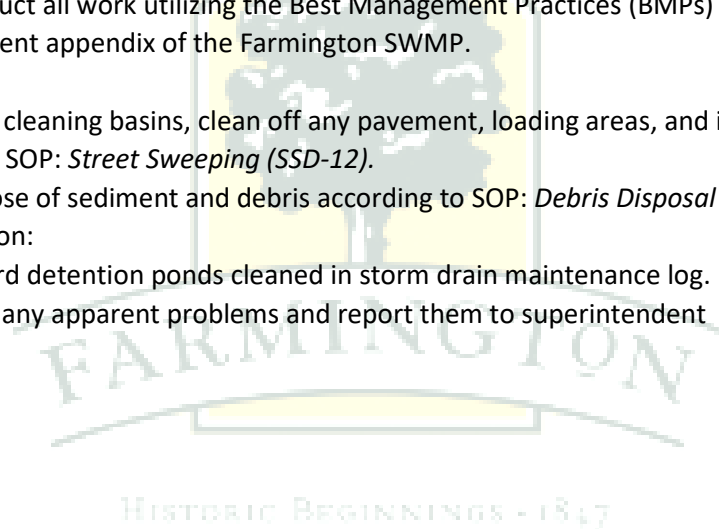 uct all work utilizing the Best Management Practices (BMPs)
ent appendix of the Farmington SWMP.
cleaning basins, clean off any pavement, loading areas, and i
SOP: Street Sweeping (SSD-12).
ose of sediment and debris according to SOP: Debris Disposal
on:
rd detention ponds cleaned in storm drain maintenance log.
any apparent problems and report them to superintendent
FARMINGTON
HISTORIC BEGINNINGS - 1847